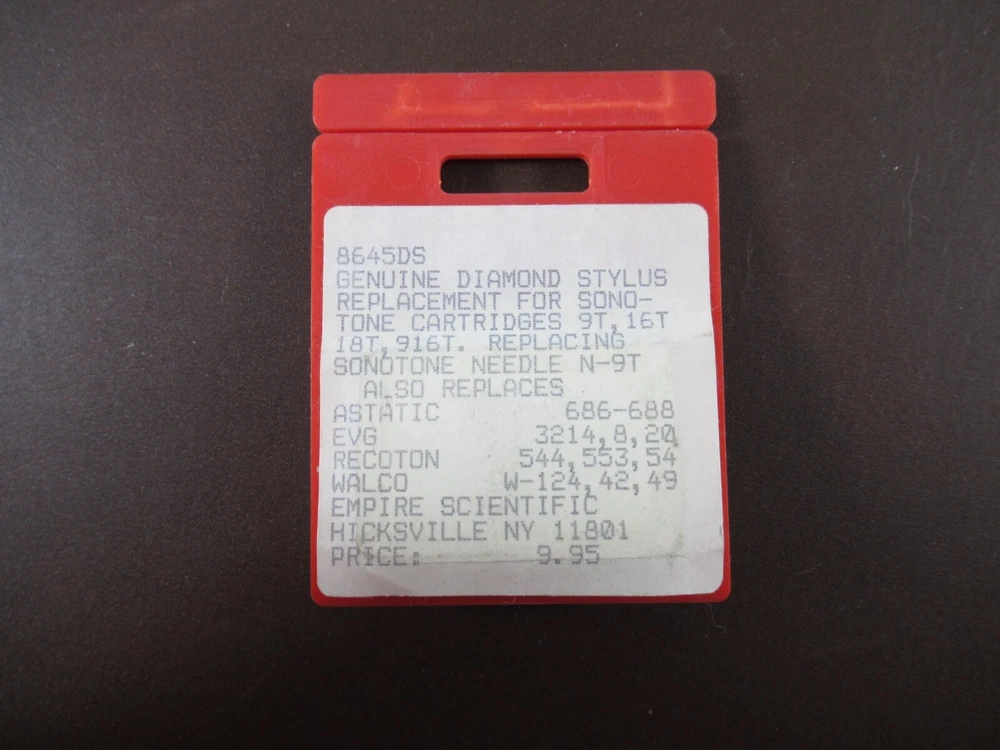 8645DS
GENUINE DIAMOND STYLUS
REPLACEMENT FOR SONO-
TONE CARTRIDGES 9T,16T
18T,916T. REPLACING
SONOTONE NEEDLE N-9T
ALSO REPLACES
ASTATIC 686-688
EVG 3214,8,20
RECOTON 544,553,54
WALCO W-124,42,49
EMPIRE SCIENTIFIC
HICKSVILLE NY 11801
PRICE: 9.95